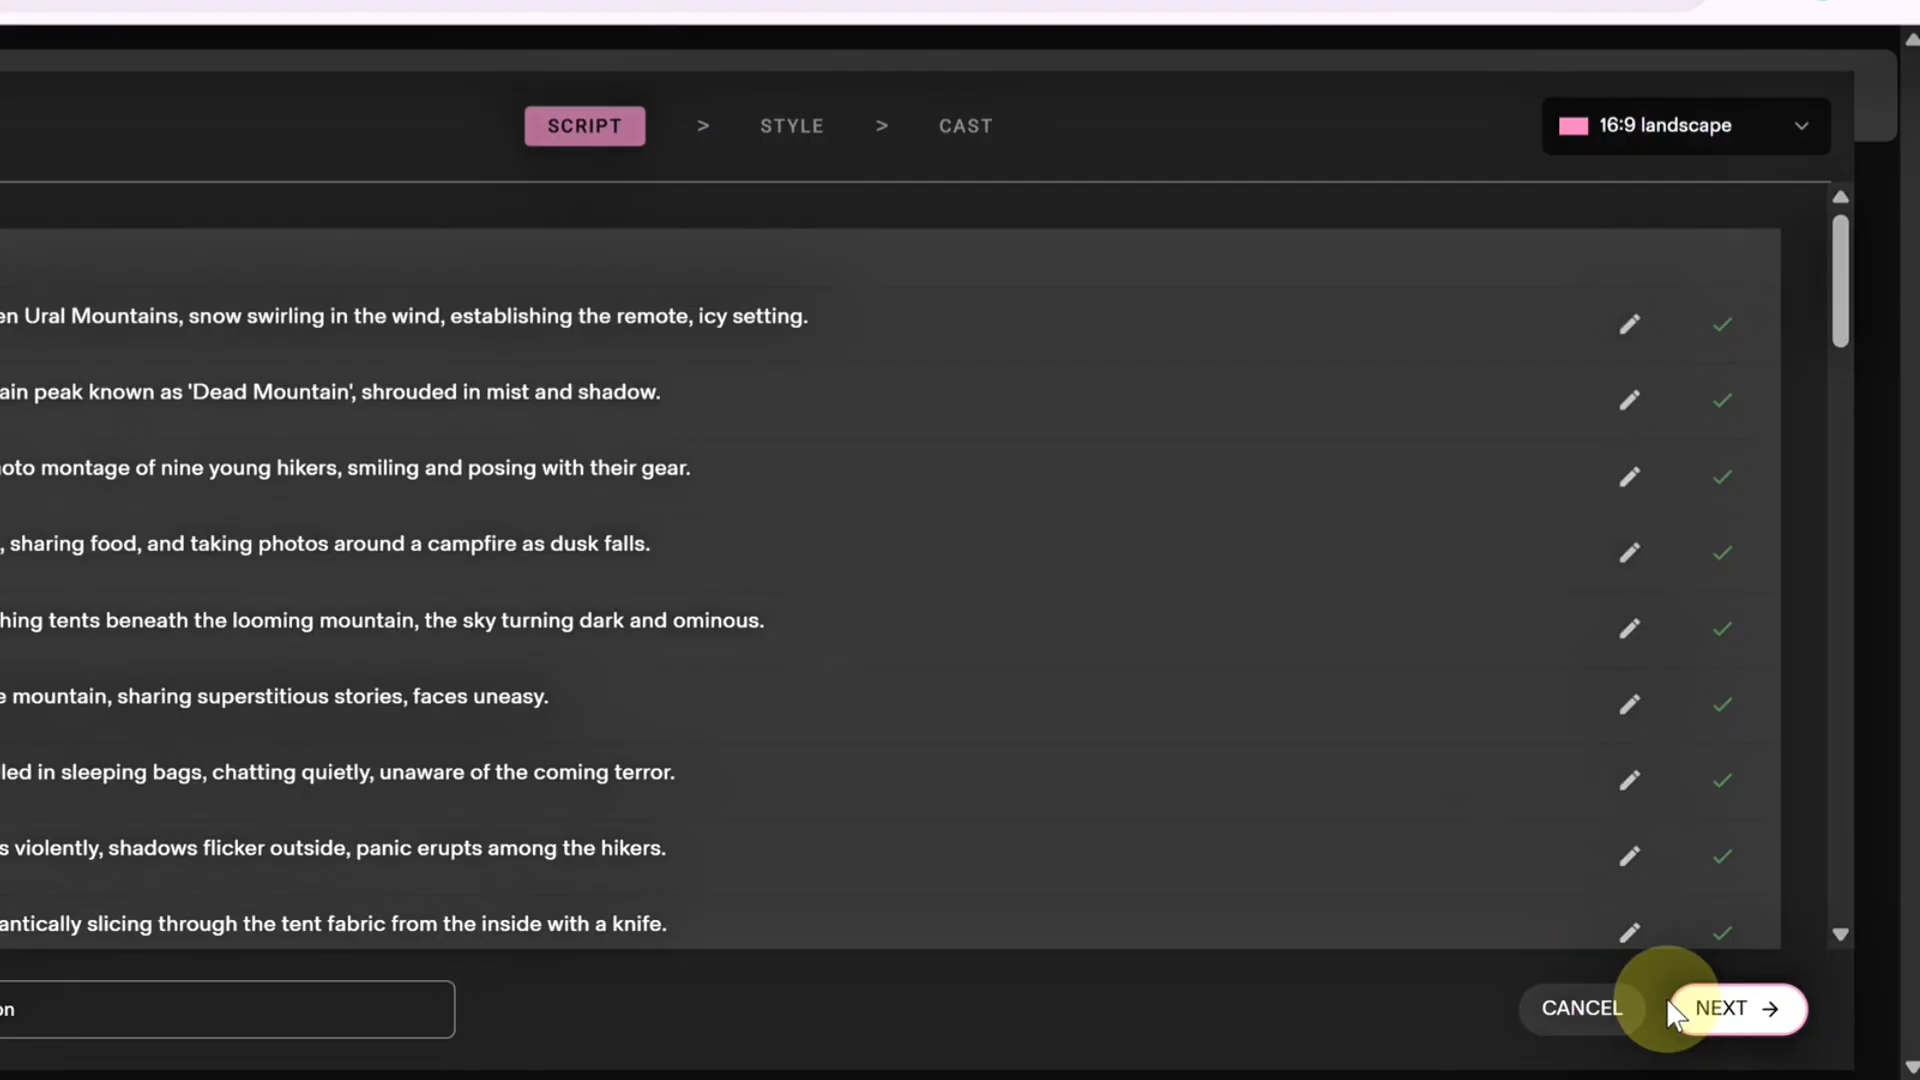 SCRIPT > STYLE > CAST
16:9 landscape
en Ural Mountains, snow swirling in the wind, establishing the remote, icy setting.
ain peak known as 'Dead Mountain', shrouded in mist and shadow.
oto montage of nine young hikers, smiling and posing with their gear.
, sharing food, and taking photos around a campfire as dusk falls.
hing tents beneath the looming mountain, the sky turning dark and ominous.
e mountain, sharing superstitious stories, faces uneasy.
led in sleeping bags, chatting quietly, unaware of the coming terror.
s violently, shadows flicker outside, panic erupts among the hikers.
antically slicing through the tent fabric from the inside with a knife.
on
CANCEL
NEXT →